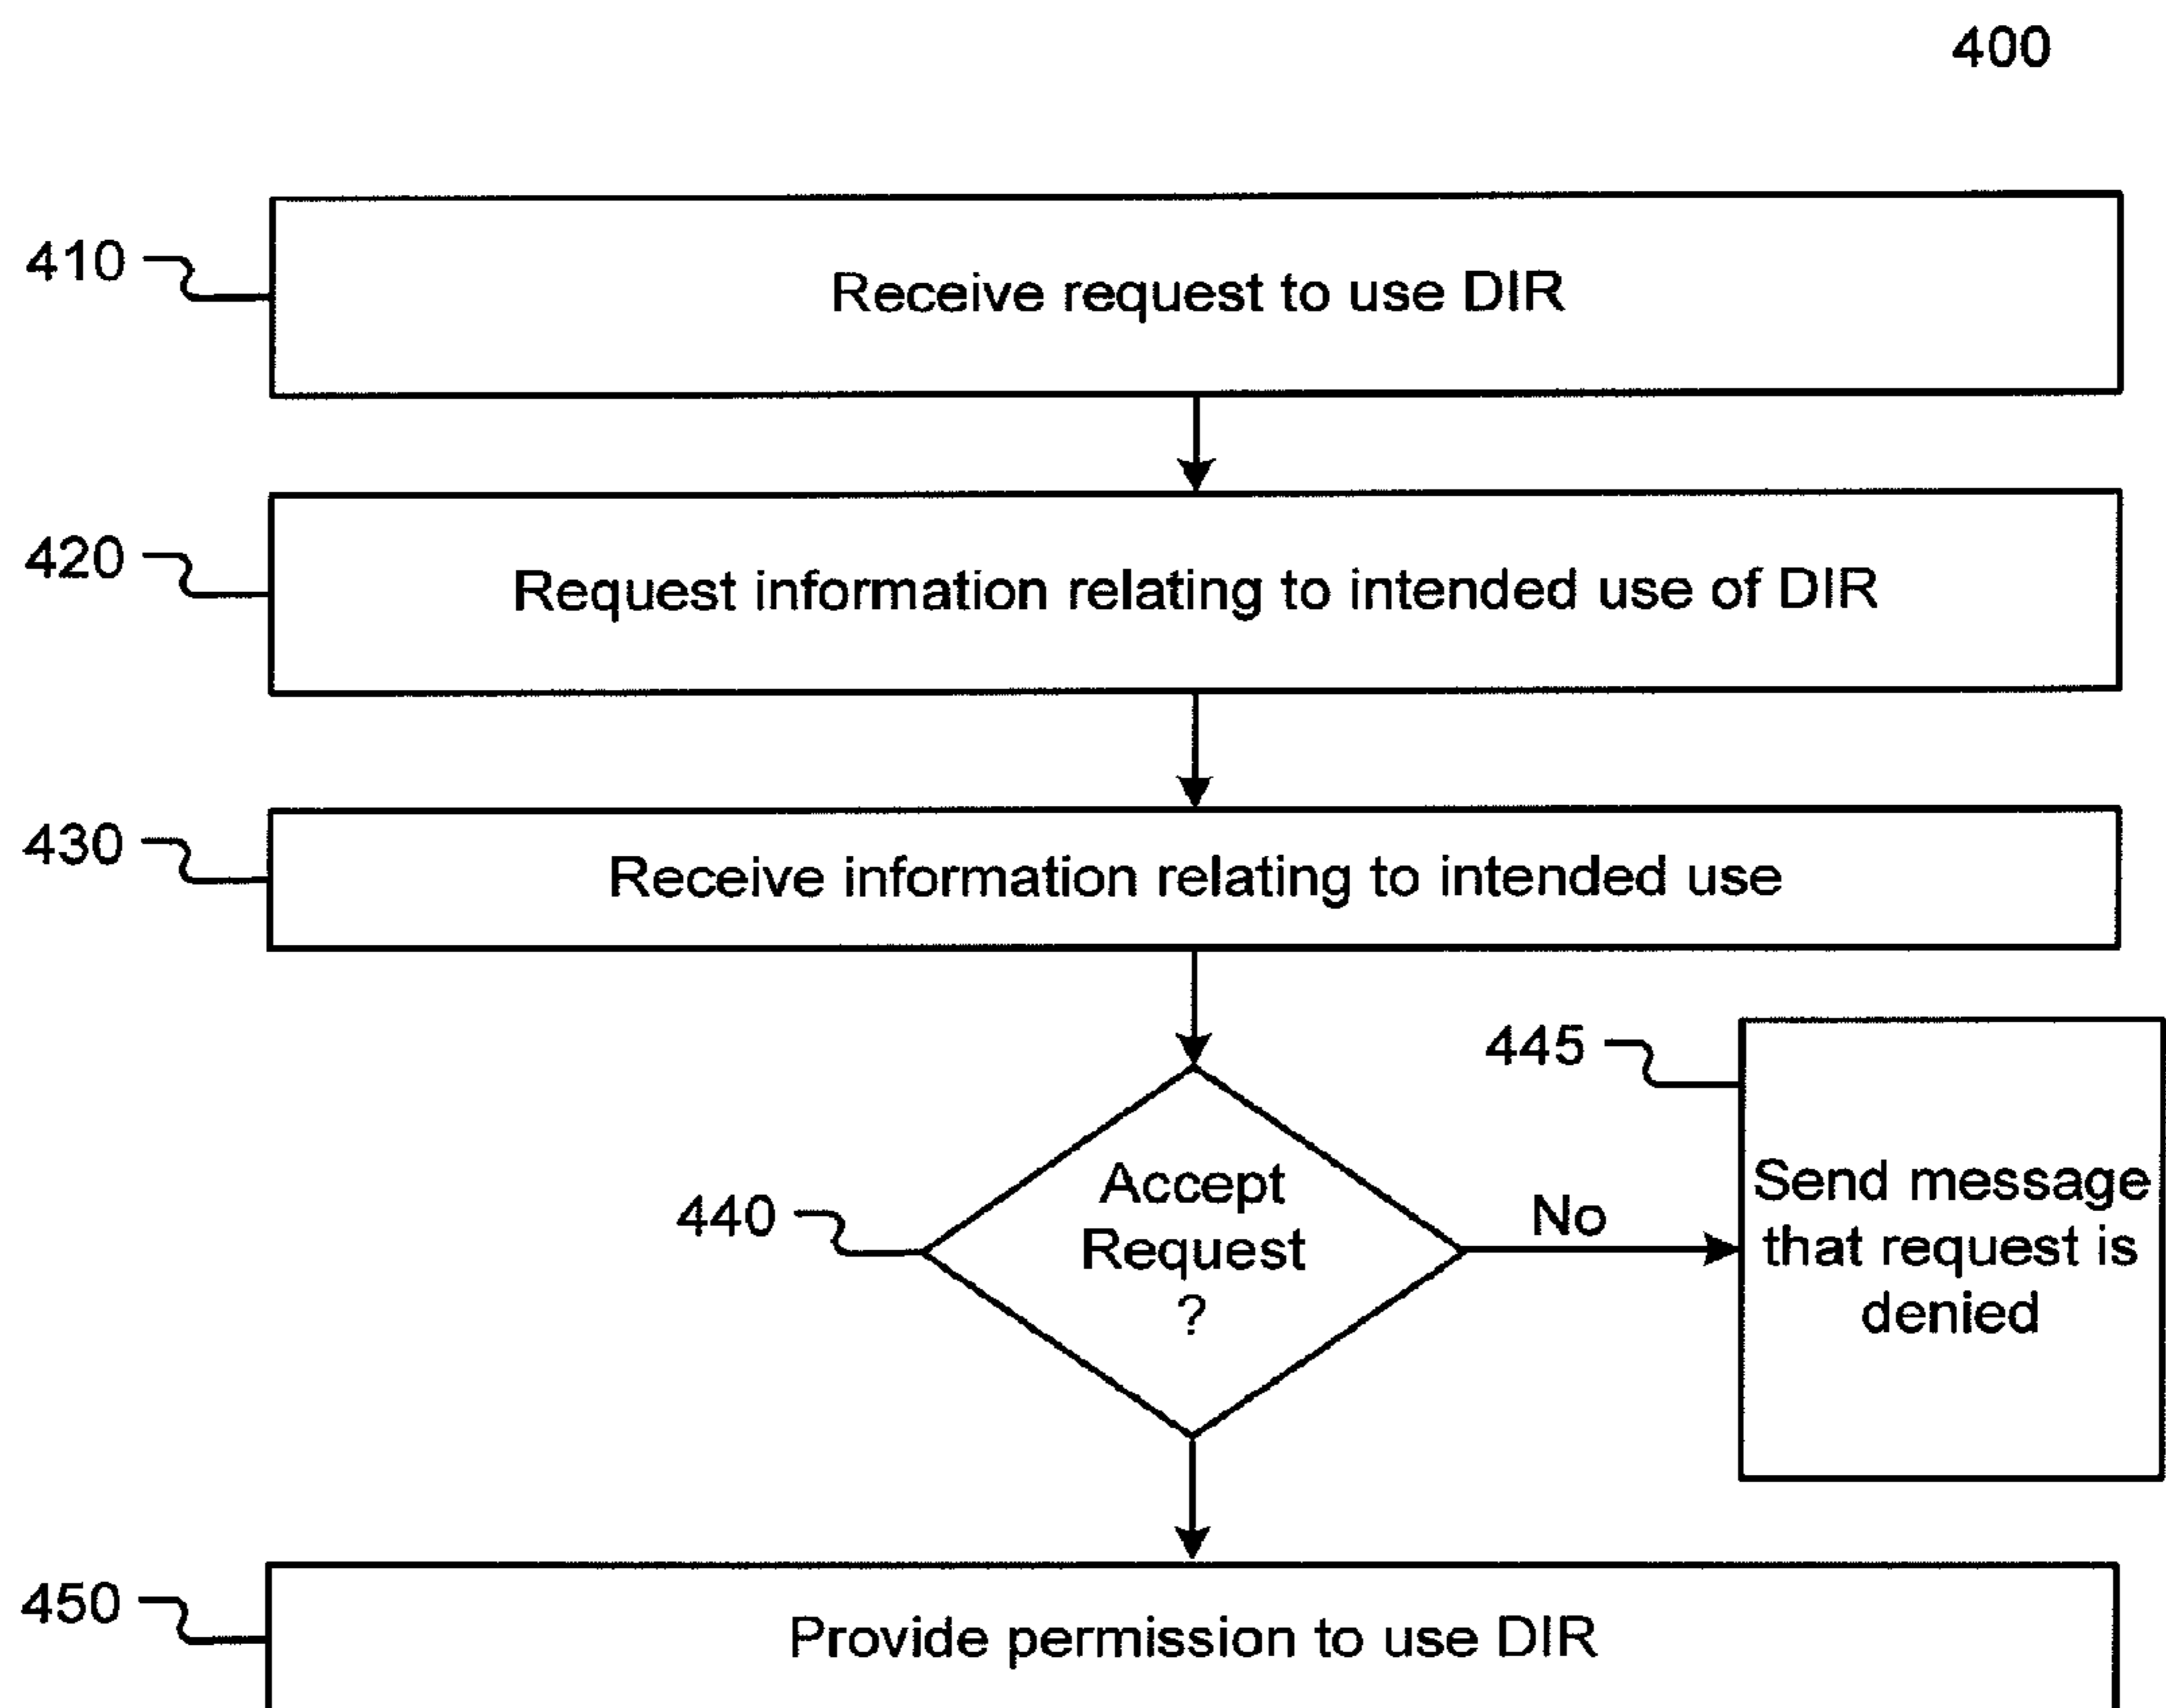 400
410
Receive request to use DIR
420
Request information relating to intended use of DIR
430
Receive information relating to intended use
445
440
Accept
Request
?
No
Send message
that request is
denied
450
Provide permission to use DIR